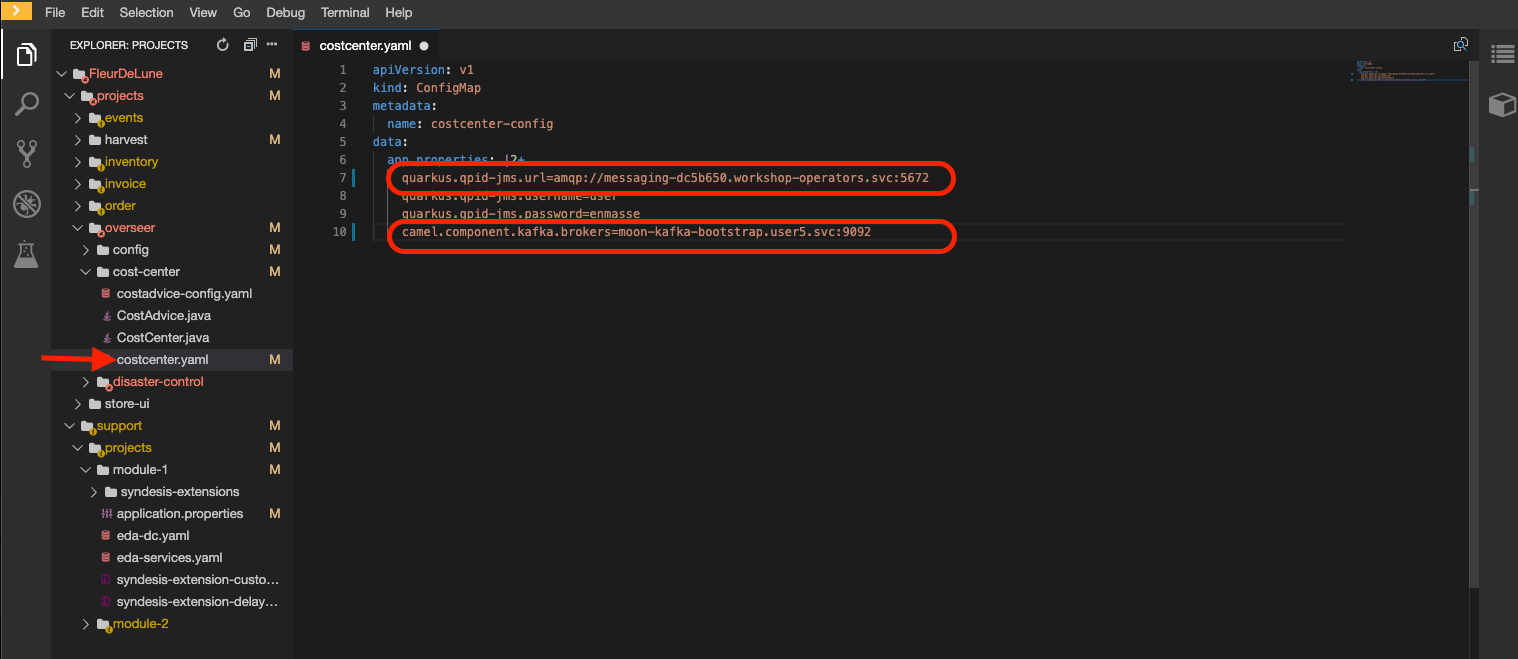 File Edit Selection View Go Debug Terminal Help
EXPLORER: PROJECTS
FleurDeLune M
projects M
events
harvest M
inventory
invoice
order
overseer M
config M
cost-center M
costadvice-config.yaml
CostAdvice.java
CostCenter.java
costcenter.yaml M
disaster-control
store-ui
support M
projects M
module-1 M
syndesis-extensions
application.properties M
eda-dc.yaml
eda-services.yaml
syndesis-extension-custo...
syndesis-extension-delay...
module-2
costcenter.yaml
1 apiVersion: v1
2 kind: ConfigMap
3 metadata:
4 name: costcenter-config
5 data:
6 app.properties: |2+
7 quarkus.qpid-jms.url=amqp://messaging-dc5b650.workshop-operators.svc:5672
8 quarkus.qpid-jms.username=user
9 quarkus.qpid-jms.password=enmasse
10 camel.component.kafka.brokers=moon-kafka-bootstrap.user5.svc:9092